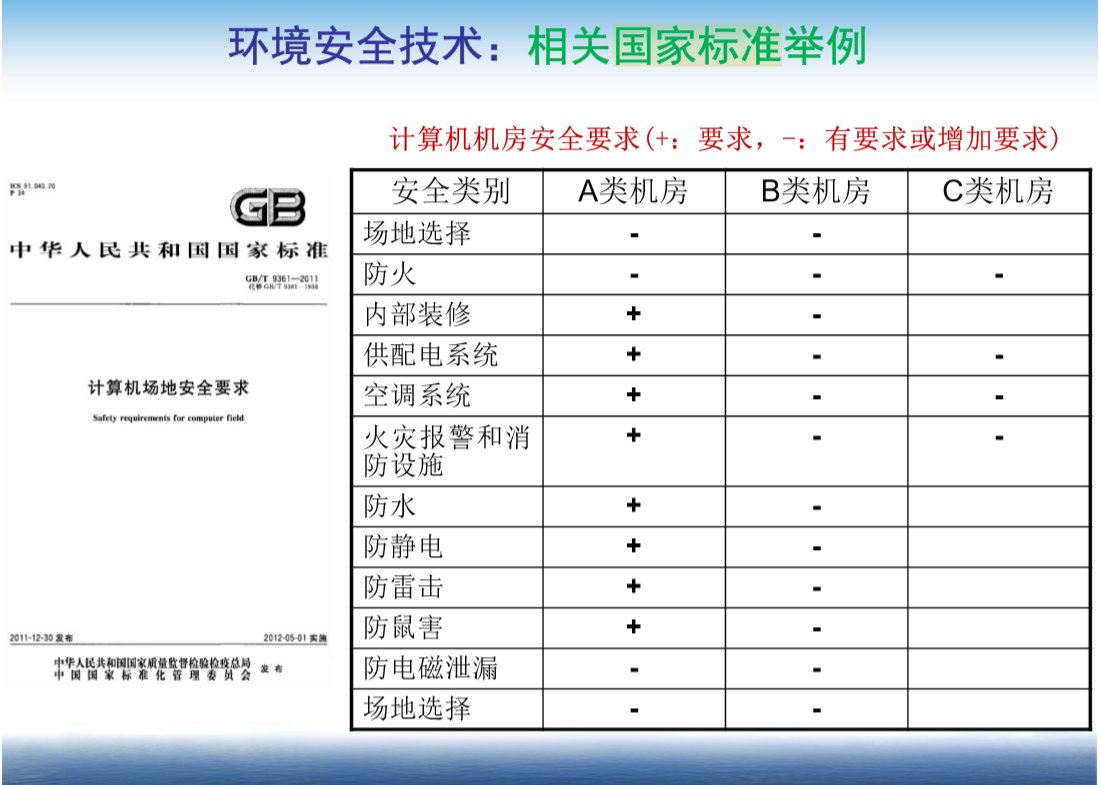 环境安全技术：相关国家标准举例
计算机机房安全要求(+：要求，-：有要求或增加要求)
ICS 91.040.20
P 34
GB
中华人民共和国国家标准
GB/T 9361—2011
代替 GB/T 9361—1988
计算机场地安全要求
Safety requirements for computer field
2011-12-30 发布 2012-05-01 实施
中华人民共和国国家质量监督检验检疫总局
中国国家标准化管理委员会 发布
安全类别 A类机房 B类机房 C类机房
场地选择 - -
防火 - - -
内部装修 + -
供配电系统 + - -
空调系统 + - -
火灾报警和消 + - -
防设施
防水 + -
防静电 + -
防雷击 + -
防鼠害 + -
防电磁泄漏 - -
场地选择 - -